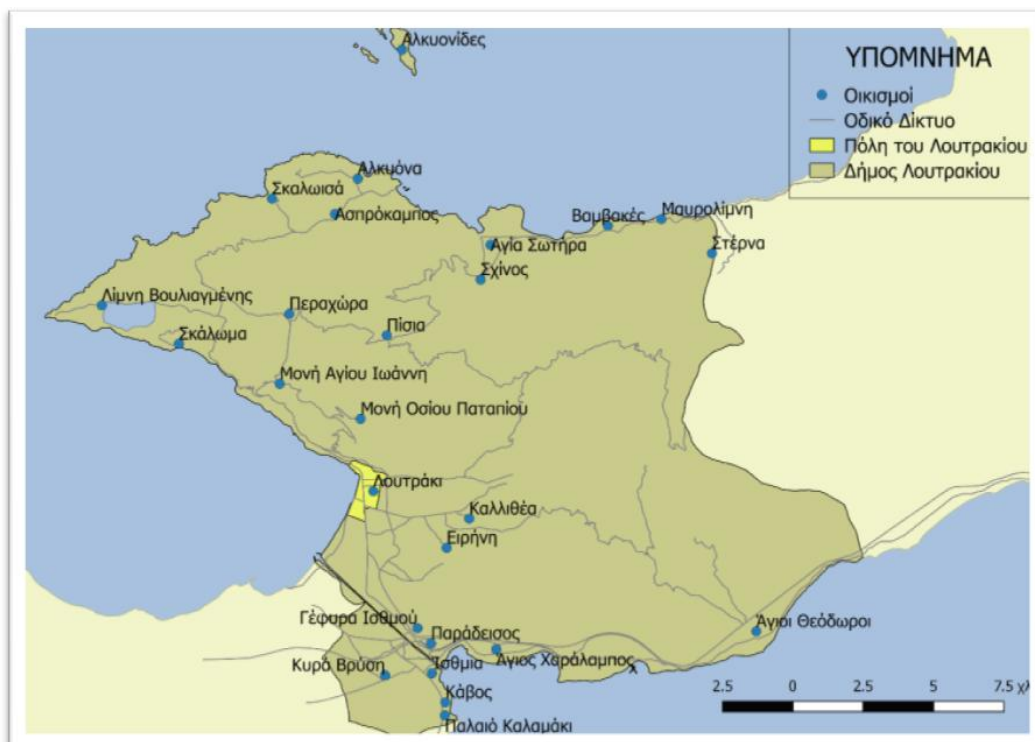 Αλκυονίδες
ΥΠΟΜΝΗΜΑ
Οικισμοί
Οδικό Δίκτυο
Πόλη του Λουτρακίου
Δήμος Λουτρακίου
Αλκυόνα
Σκαλωισά
Ασπρόκαμπος
Βαμβακές
Μαυρολίμνη
Αγία Σωτήρα
Στέρνα
Σχίνος
Λίμνη Βουλιαγμένης
Περαχώρα
Σκάλωμα
Πίσια
Μονή Αγίου Ιωάννη
Μονή Οσίου Παταπίου
Λουτράκι
Καλλιθέα
Ειρήνη
Γέφυρα Ισθμού
Παράδεισος
Άγιοι Θεόδωροι
Κυρά Βρύση
Ίσθμια
Άγιος Χαράλαμπος
Κάβος
Παλαιό Καλαμάκι
2.5 0 2.5 5 7.5 χλ